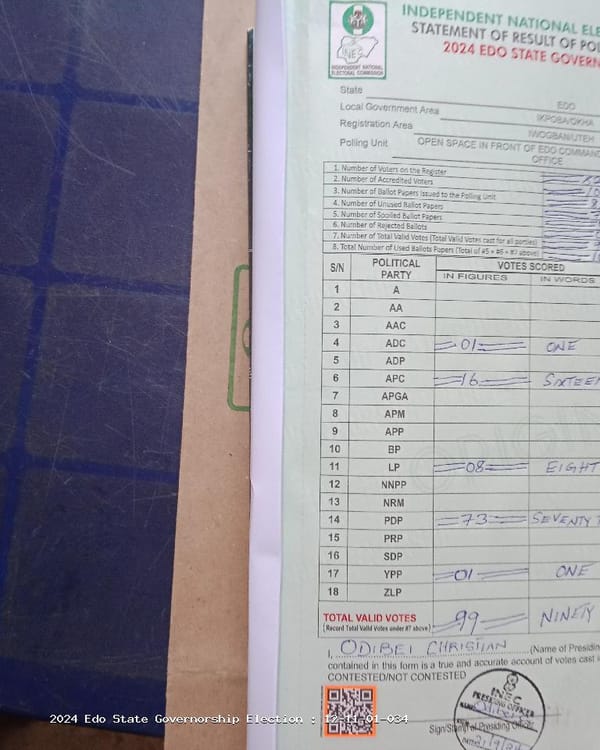 INDEPENDENT NATIONAL ELE
STATEMENT OF RESULT OF POL
2024 EDO STATE GOVERN
INEC
INDEPENDENT NATIONAL
ELECTORAL COMMISSION
State EDO
Local Government Area IKPOBA/OKHA
Registration Area IWOGBAN/UTEH
Polling Unit OPEN SPACE IN FRONT OF EDO COMMAND
OFFICE
1. Number of Voters on the Register
2. Number of Accredited Voters
3. Number of Ballot Papers Issued to the Polling Unit
4. Number of Unused Ballot Papers
5. Number of Spoiled Ballot Papers
6. Number of Rejected Ballots
7. Number of Total Valid Votes (Total Valid Votes cast for all parties)
8. Total Number of Used Ballots Papers (Total of #5 + #6 + #7 above)
S/N POLITICAL PARTY VOTES SCORED
IN FIGURES IN WORDS
1 A
2 AA
3 AAC
4 ADC 01 ONE
5 ADP
6 APC 16 SIXTEEN
7 APGA
8 APM
9 APP
10 BP
11 LP 08 EIGHT
12 NNPP
13 NRM
14 PDP 73 SEVENTY T
15 PRP
16 SDP
17 YPP 01 ONE
18 ZLP
TOTAL VALID VOTES 99 NINETY
(Record Total Valid Votes under #7 above)
I, ODIBEI CHRISTIAN (Name of Presidin
contained in this form is a true and accurate account of votes cast i
CONTESTED/NOT CONTESTED
INEC
PRESIDING OFFICER
Sign/Stamp of Presiding Officer
2024 Edo State Governorship Election : 12-11-01-034